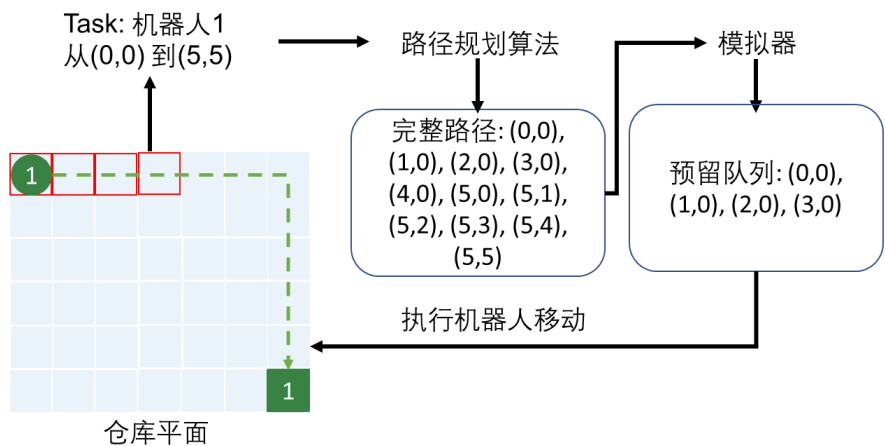 Task: 机器人1
从(0,0) 到(5,5)
路径规划算法
模拟器
完整路径: (0,0),
(1,0), (2,0), (3,0),
(4,0), (5,0), (5,1),
(5,2), (5,3), (5,4),
(5,5)
预留队列: (0,0),
(1,0), (2,0), (3,0)
1
执行机器人移动
1
仓库平面